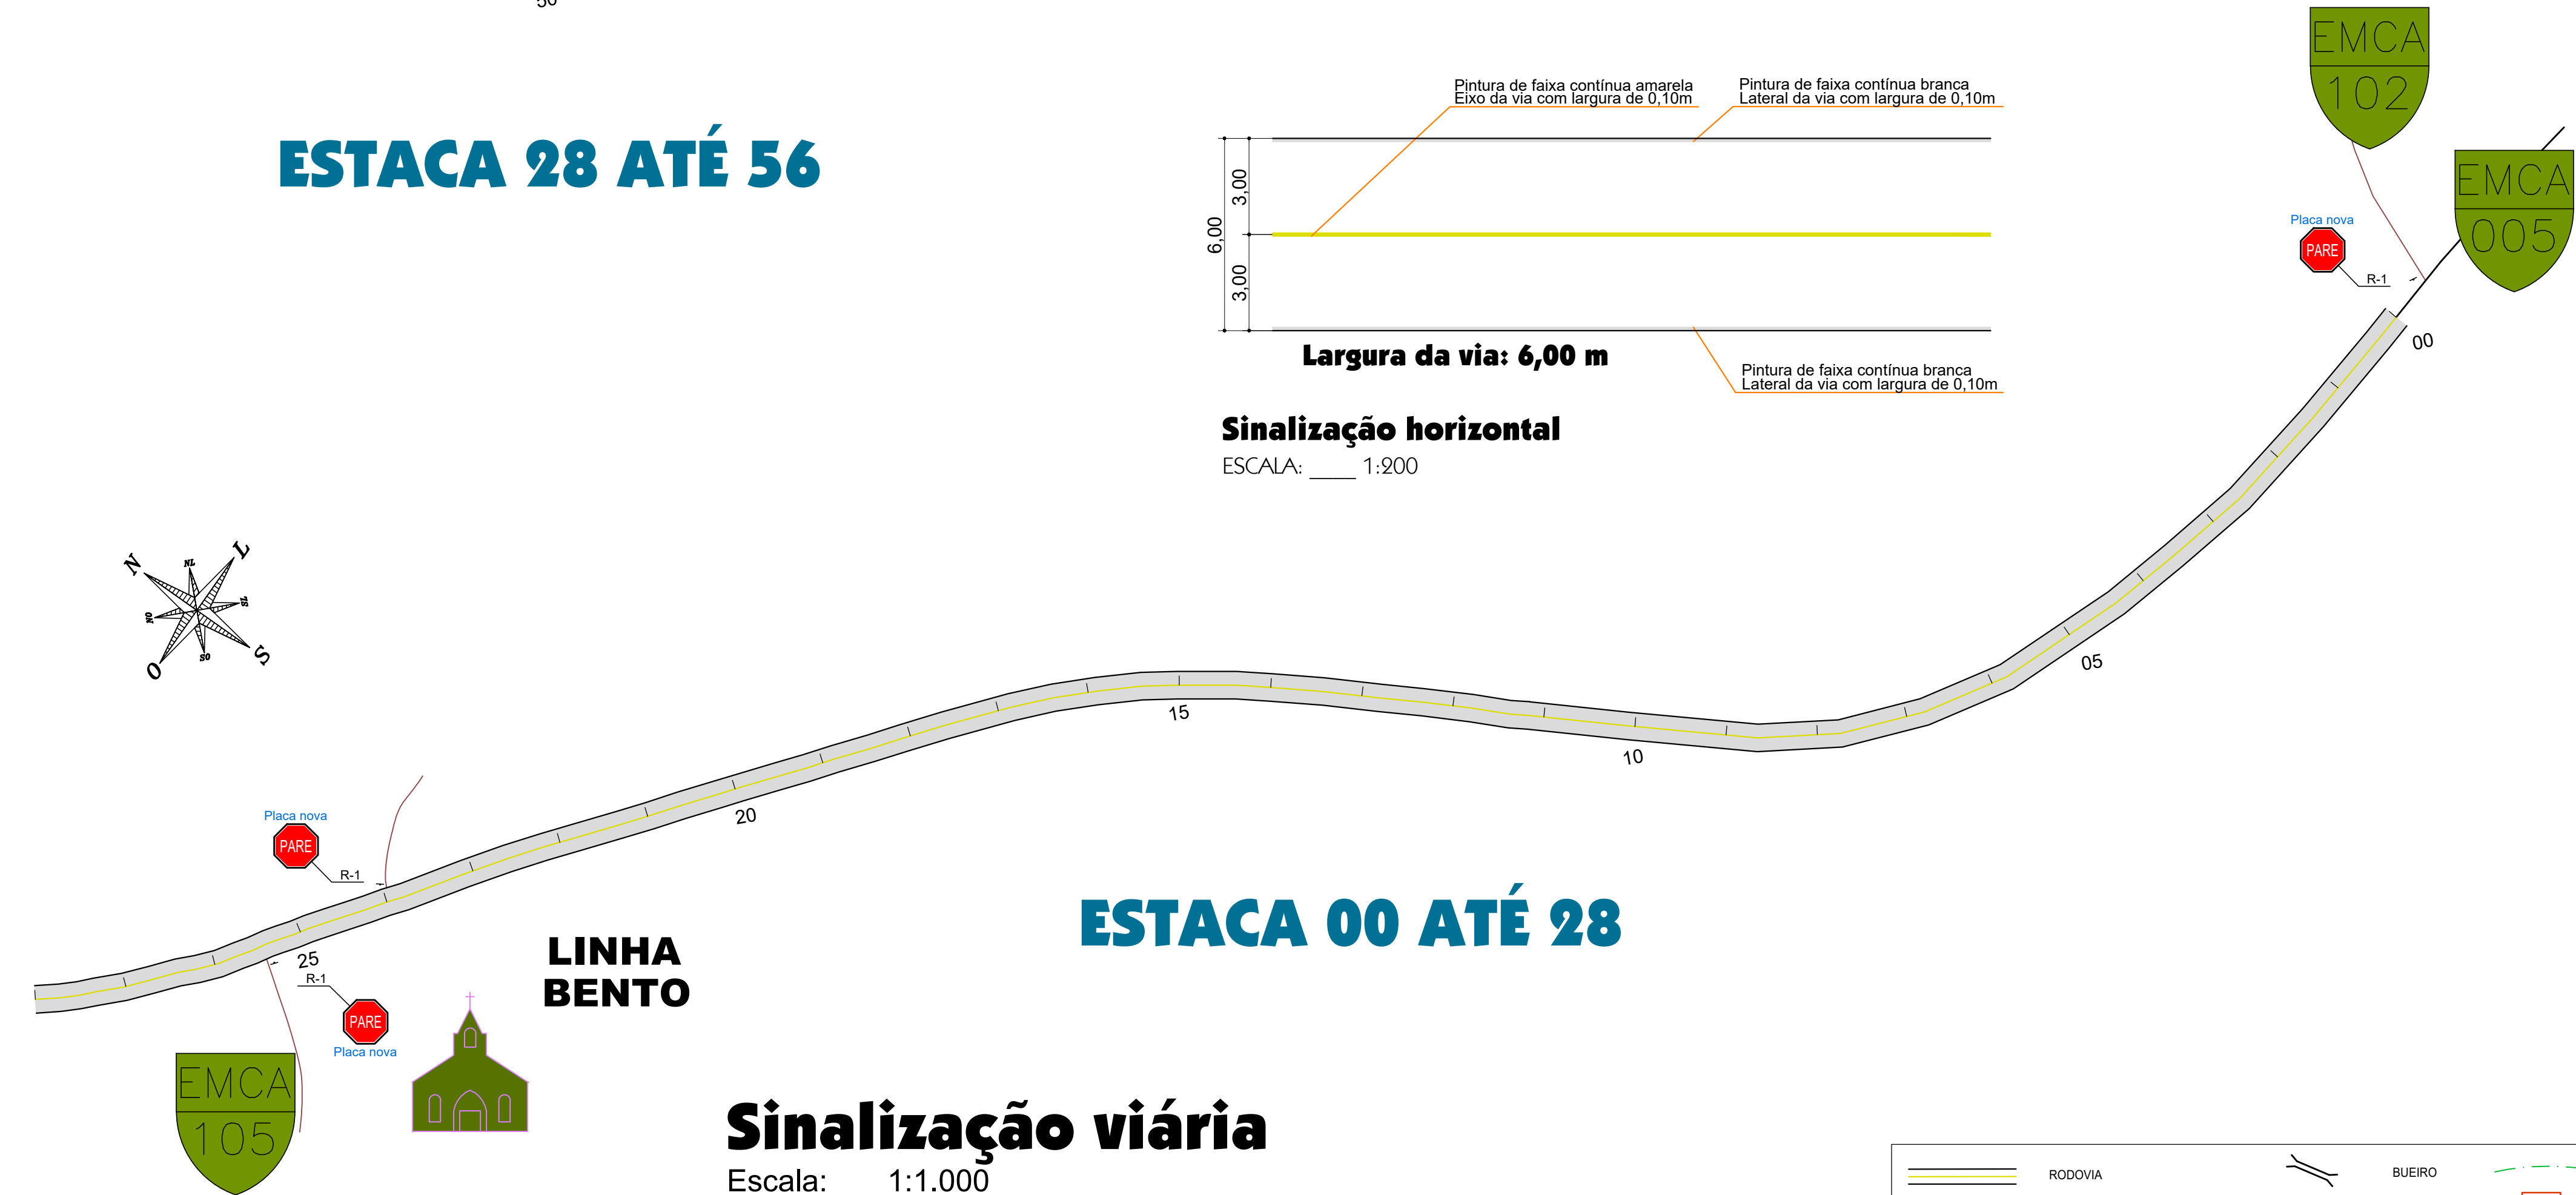 ESTACA 28 ATÉ 56
Pintura de faixa contínua amarela
Eixo da via com largura de 0,10m
Pintura de faixa contínua branca
Lateral da via com largura de 0,10m
3,00
6,00
3,00
Pintura de faixa contínua branca
Lateral da via com largura de 0,10m
Largura da via: 6,00 m
Sinalização horizontal
ESCALA: ____ 1:200
EMCA
102
EMCA
005
Placa nova
PARE
R-1
00
05
10
15
20
25
N
NL
L
SL
S
SO
O
NO
Placa nova
PARE
R-1
R-1
PARE
Placa nova
LINHA
BENTO
ESTACA 00 ATÉ 28
EMCA
105
Sinalização viária
Escala: 1:1.000
RODOVIA
BUEIRO